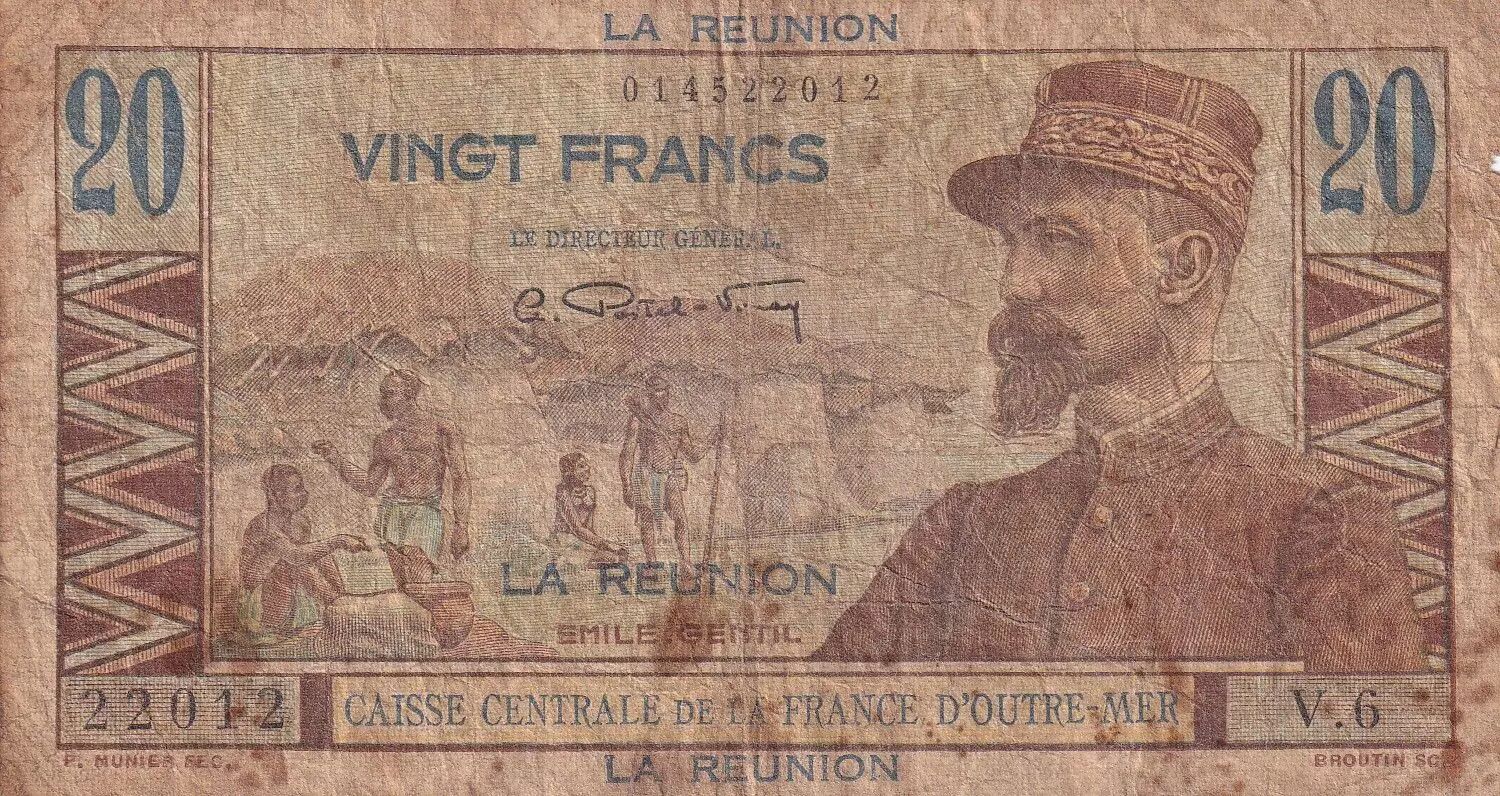 LA REUNION
20
014522012
20
VINGT FRANCS
LE DIRECTEUR GÉNÉRAL.
LA REUNION
EMILE GENTIL
22012
CAISSE CENTRALE DE LA FRANCE D'OUTRE-MER
V.6
P. MUNIER FEC.
LA REUNION
BROUTIN SC